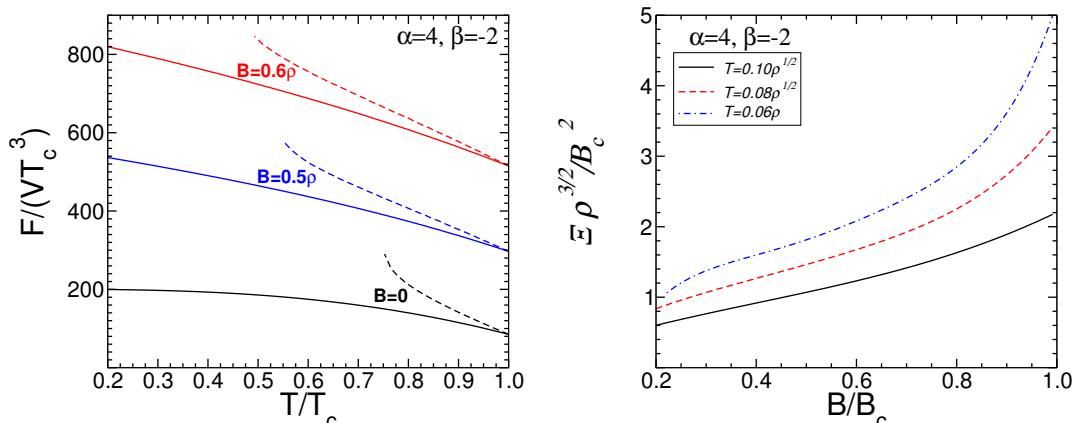 α=4, β=-2
F/(VT_c^3)
800
600
400
200
B=0.6ρ
B=0.5ρ
B=0
0.2 0.3 0.4 0.5 0.6 0.7 0.8 0.9 1.0
T/T_c
α=4, β=-2
T=0.10ρ^{1/2}
T=0.08ρ^{1/2}
T=0.06ρ
Ξ ρ^{3/2}/B_c^2
5
4
3
2
1
0.2 0.4 0.6 0.8 1.0
B/B_c